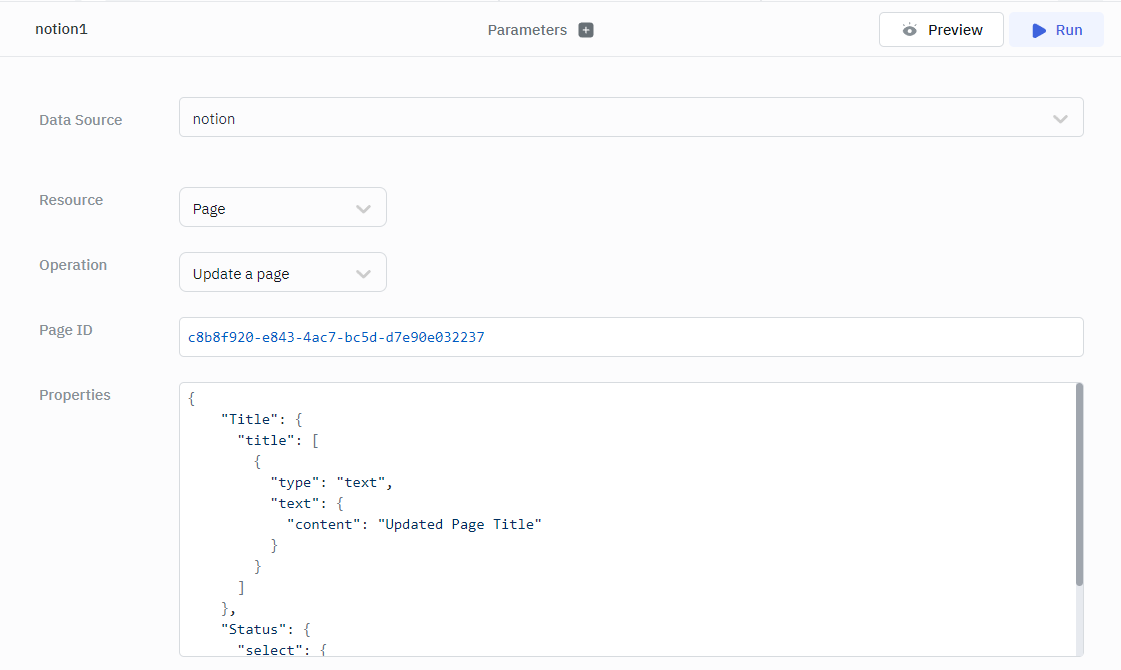 notion1
Parameters +
Preview
Run
Data Source
notion
Resource
Page
Operation
Update a page
Page ID
c8b8f920-e843-4ac7-bc5d-d7e90e032237
Properties
{
    "Title": {
      "title": [
        {
          "type": "text",
          "text": {
            "content": "Updated Page Title"
          }
        }
      ]
    },
    "Status": {
      "select": {